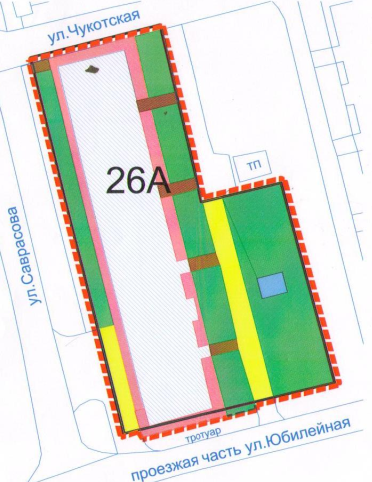 ул.Чукотская
ТП
26А
ул.Саврасова
тротуар
проезжая часть ул.Юбилейная